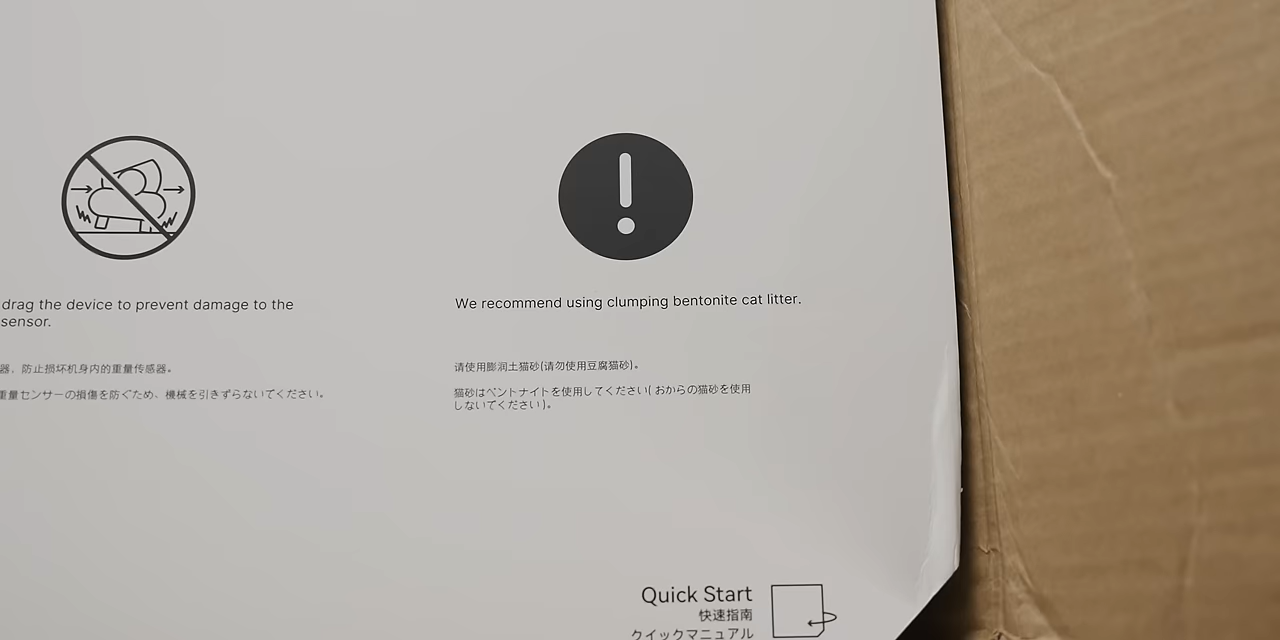 drag the device to prevent damage to the
sensor.
器、防止损坏机身内的重量传感器。
重量センサーの損傷を防ぐため、機械を引きずらないでください。
We recommend using clumping bentonite cat litter.
请使用膨润土猫砂(请勿使用豆腐猫砂)。
猫砂はベントナイトを使用してください( おからの猫砂を使用
しないでください )。
Quick Start
快速指南
クイックマニュアル